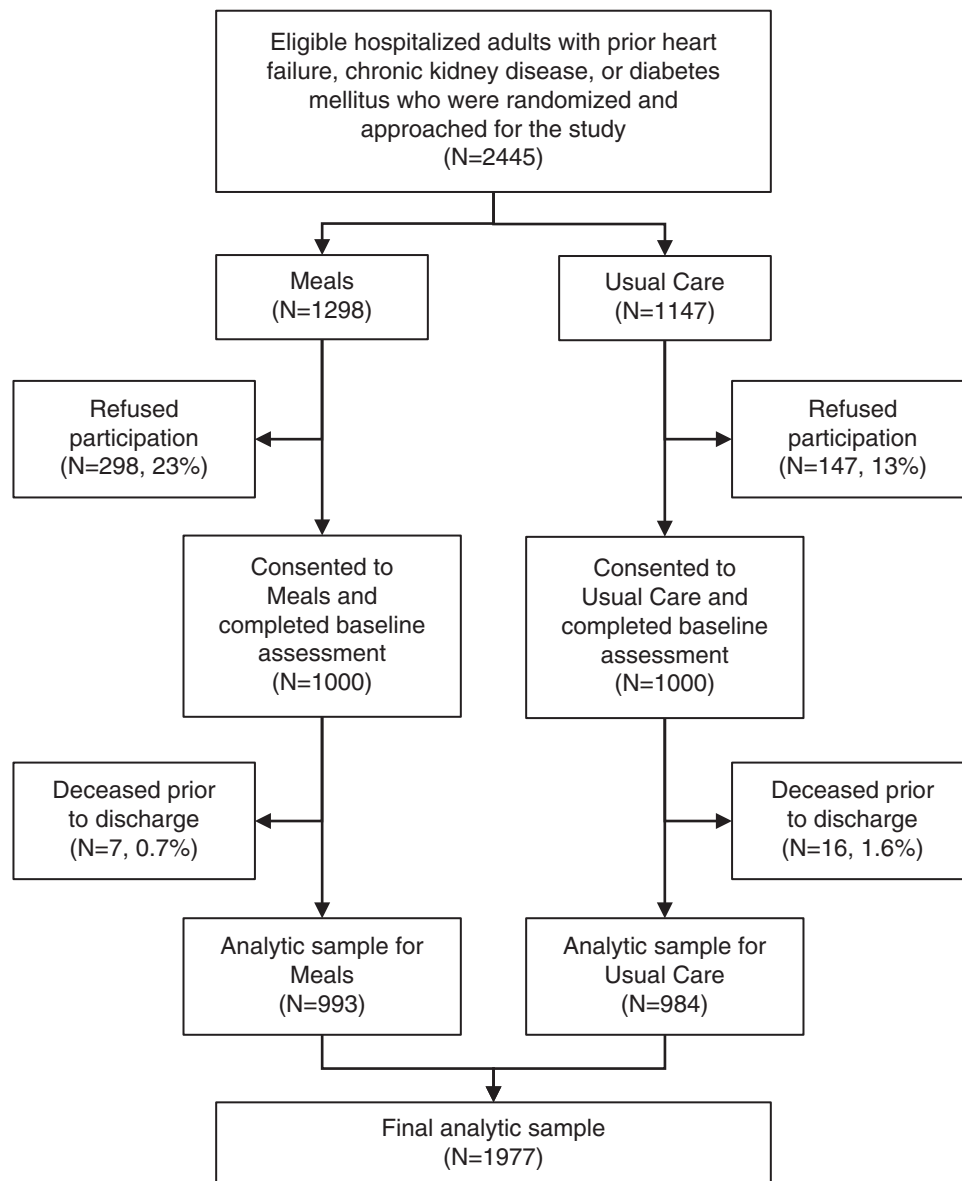 Eligible hospitalized adults with prior heart
failure, chronic kidney disease, or diabetes
mellitus who were randomized and
approached for the study
(N=2445)
Meals
(N=1298)
Usual Care
(N=1147)
Refused
participation
(N=298, 23%)
Refused
participation
(N=147, 13%)
Consented to
Meals and
completed baseline
assessment
(N=1000)
Consented to
Usual Care and
completed baseline
assessment
(N=1000)
Deceased prior
to discharge
(N=7, 0.7%)
Deceased prior
to discharge
(N=16, 1.6%)
Analytic sample for
Meals
(N=993)
Analytic sample for
Usual Care
(N=984)
Final analytic sample
(N=1977)